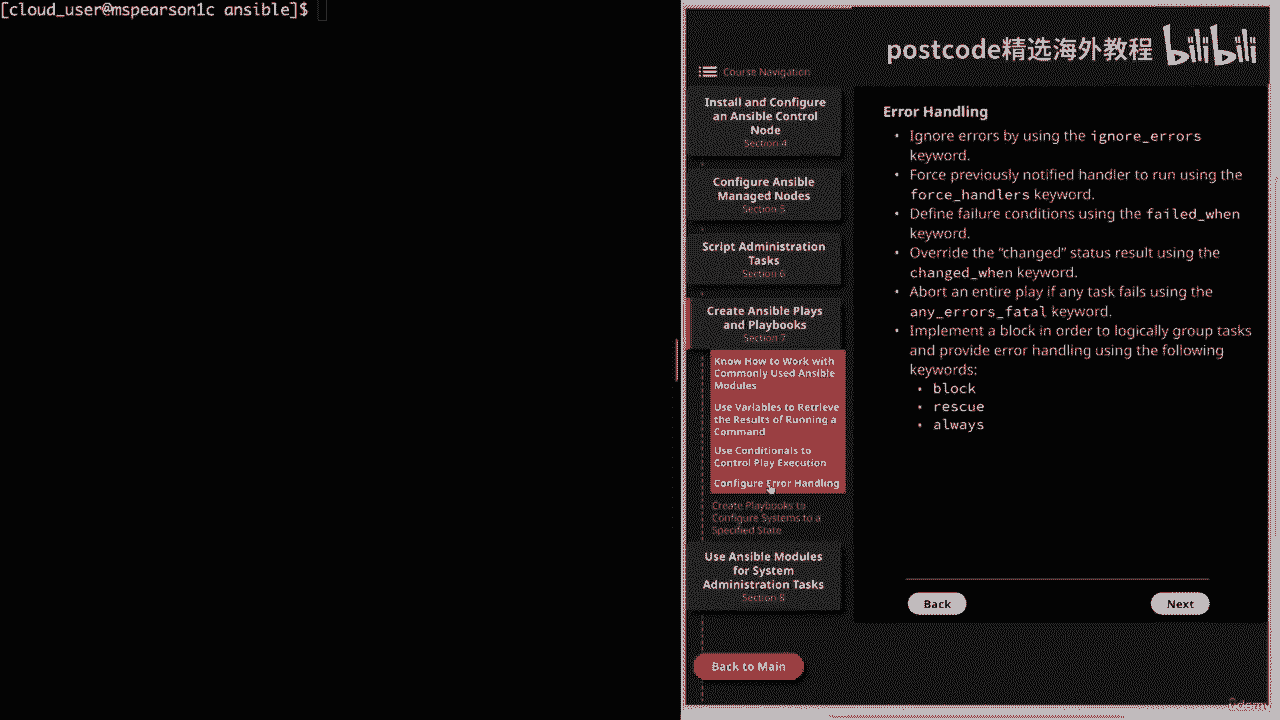 [cloud_user@mspearson1c ansible]$
postcode精选海外教程 bilibili
Course Navigation
Install and Configure
an Ansible Control
Node
Section 4
Configure Ansible
Managed Nodes
Section 5
Script Administration
Tasks
Section 6
Create Ansible Plays
and Playbooks
Section 7
Know How to Work with
Commonly Used Ansible
Modules
Use Variables to Retrieve
the Results of Running a
Command
Use Conditionals to
Control Play Execution
Configure Error Handling
Create Playbooks to
Configure Systems to a
Specified State
Use Ansible Modules
for System
Administration Tasks
Section 8
Back to Main
Error Handling
• Ignore errors by using the ignore_errors
keyword.
• Force previously notified handler to run using the
force_handlers keyword.
• Define failure conditions using the failed_when
keyword.
• Override the “changed” status result using the
changed_when keyword.
• Abort an entire play if any task fails using the
any_errors_fatal keyword.
• Implement a block in order to logically group tasks
and provide error handling using the following
keywords:
• block
• rescue
• always
Back
Next
Udemy